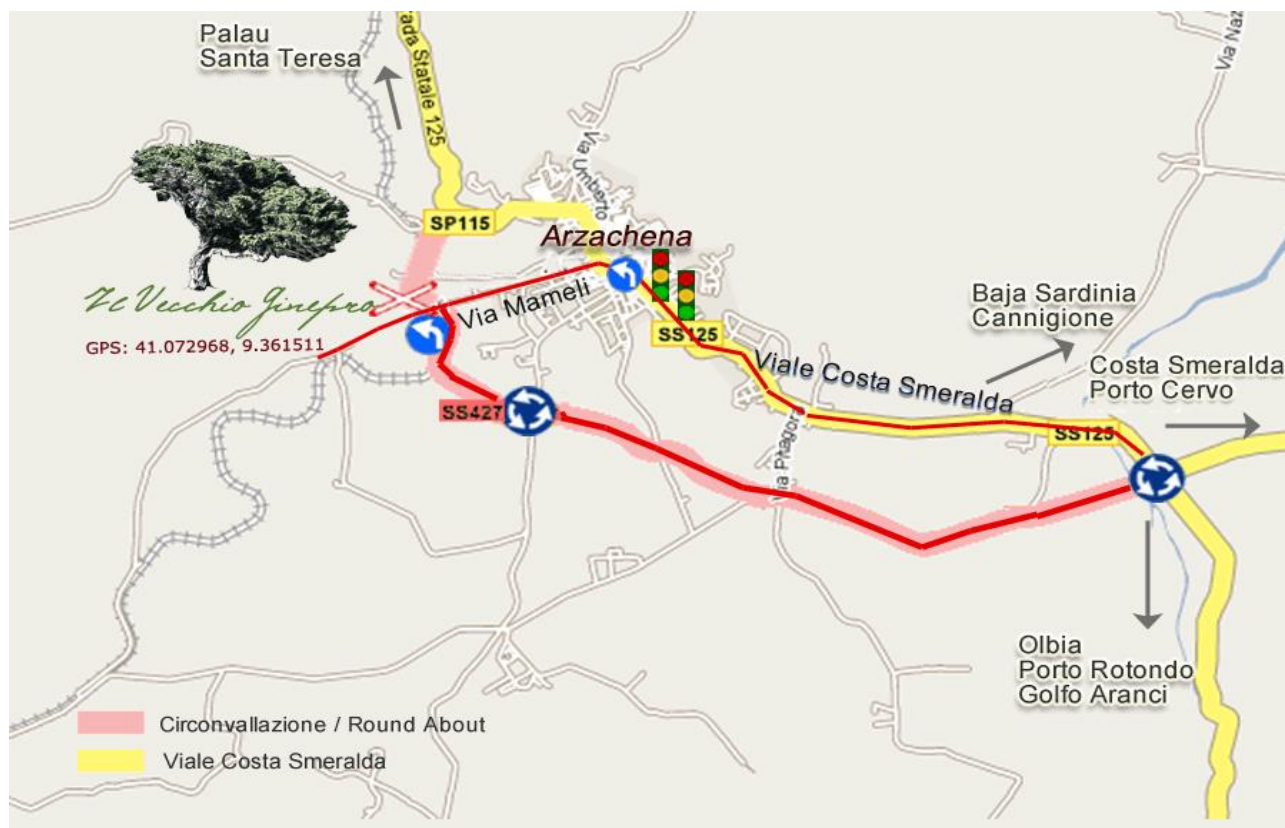 Palau
Santa Teresa
rada Statale 125
Via Naz
Via Umberto
SP115
Arzachena
Il Vecchio Ginepro
GPS: 41.072968, 9.361511
Via Mameli
SS125
Baja Sardinia
Cannigione
Viale Costa Smeralda
Costa Smeralda
Porto Cervo
SS427
SS125
Via Pitagora
Olbia
Porto Rotondo
Golfo Aranci
Circonvallazione / Round About
Viale Costa Smeralda